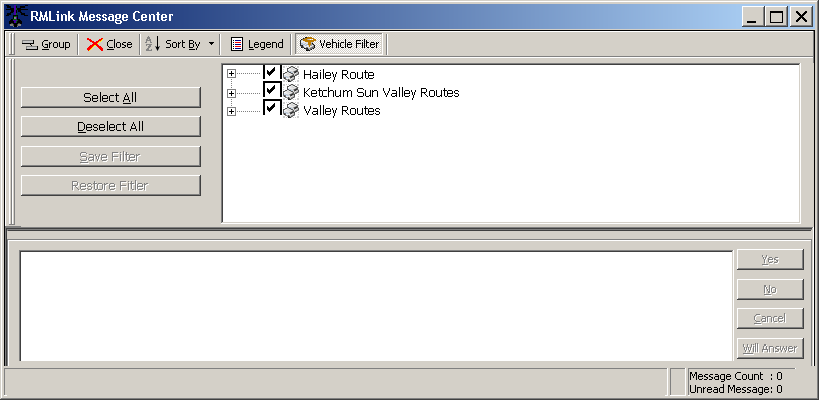 RMLink Message Center
Group Close Sort By Legend Vehicle Filter
Select All
Deselect All
Save Filter
Restore Fitler
Hailey Route
Ketchum Sun Valley Routes
Valley Routes
Yes
No
Cancel
Will Answer
Message Count : 0
Unread Message: 0